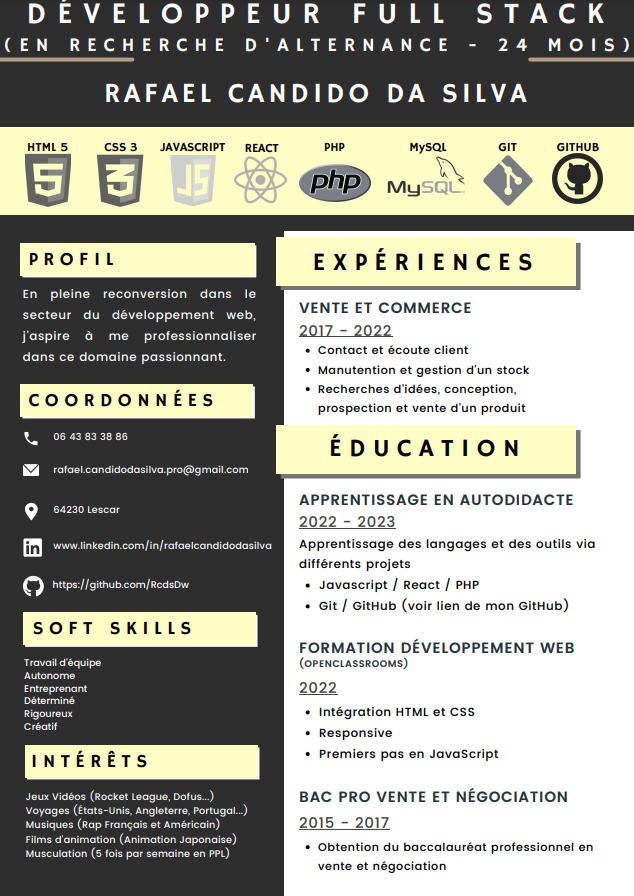 DÉVELOPPEUR FULL STACK
(EN RECHERCHE D'ALTERNANCE - 24 MOIS)
RAFAEL CANDIDO DA SILVA
HTML 5 CSS 3 JAVASCRIPT REACT PHP MySQL GIT GITHUB
5 3 JS php MySQL
PROFIL
En pleine reconversion dans le
secteur du développement web,
j'aspire à me professionnaliser
dans ce domaine passionnant.
COORDONNÉES
06 43 83 38 86
rafael.candidodasilva.pro@gmail.com
64230 Lescar
in www.linkedin.com/in/rafaelcandidodasilva
https://github.com/RcdsDw
SOFT SKILLS
Travail d'équipe
Autonome
Entreprenant
Déterminé
Rigoureux
Créatif
INTÉRÊTS
Jeux Vidéos (Rocket League, Dofus...)
Voyages (États-Unis, Angleterre, Portugal...)
Musiques (Rap Français et Américain)
Films d'animation (Animation Japonaise)
Musculation (5 fois par semaine en PPL)
EXPÉRIENCES
VENTE ET COMMERCE
2017 - 2022
• Contact et écoute client
• Manutention et gestion d'un stock
• Recherches d'idées, conception,
prospection et vente d'un produit
ÉDUCATION
APPRENTISSAGE EN AUTODIDACTE
2022 - 2023
Apprentissage des langages et des outils via
différents projets
• Javascript / React / PHP
• Git / GitHub (voir lien de mon GitHub)
FORMATION DÉVELOPPEMENT WEB
(OPENCLASSROOMS)
2022
• Intégration HTML et CSS
• Responsive
• Premiers pas en JavaScript
BAC PRO VENTE ET NÉGOCIATION
2015 - 2017
• Obtention du baccalauréat professionnel en
vente et négociation